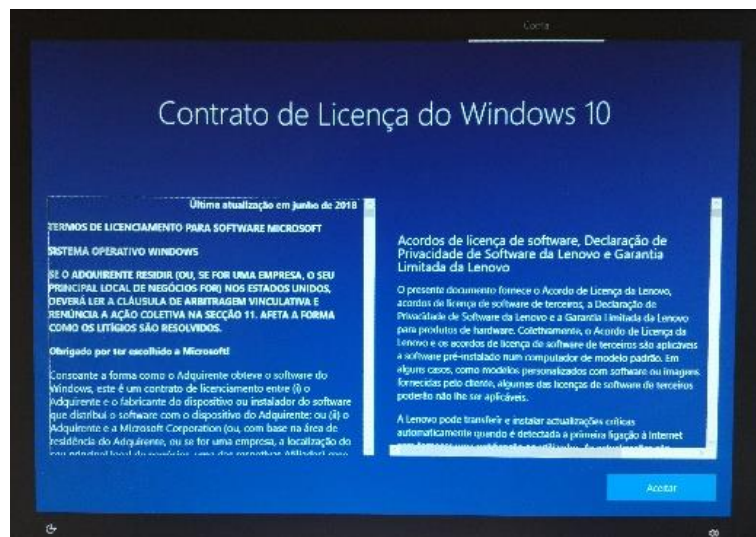 Conta
Contrato de Licença do Windows 10
Última atualização em junho de 2018
TERMOS DE LICENCIAMENTO PARA SOFTWARE MICROSOFT
SISTEMA OPERATIVO WINDOWS
SE O ADQUIRENTE RESIDIR (OU, SE FOR UMA EMPRESA, O SEU
PRINCIPAL LOCAL DE NEGÓCIOS FOR) NOS ESTADOS UNIDOS,
DEVERÁ LER A CLÁUSULA DE ARBITRAGEM VINCULATIVA E
RENÚNCIA A AÇÃO COLETIVA NA SECÇÃO 11. AFETA A FORMA
COMO OS LITÍGIOS SÃO RESOLVIDOS.
Obrigado por ter escolhido a Microsoft!
Consoante a forma como o Adquirente obteve o software do
Windows, este é um contrato de licenciamento entre (i) o
Adquirente e o fabricante do dispositivo ou instalador do software
que distribui o software com o dispositivo do Adquirente; ou (ii) o
Adquirente e a Microsoft Corporation (ou, com base na área de
residência do Adquirente, ou se for uma empresa, a localização do
seu principal local de negócios, uma das respetivas Afiliadas)
Acordos de licença de software, Declaração de
Privacidade de Software da Lenovo e Garantia
Limitada da Lenovo
O presente documento fornece o Acordo de Licença da Lenovo,
acordos de licença de software de terceiros, a Declaração de
Privacidade de Software da Lenovo e a Garantia Limitada da Lenovo
para produtos de hardware. Coletivamente, o Acordo de Licença da
Lenovo e os acordos de licença de software de terceiros são aplicáveis
a software pré-instalado num computador de modelo padrão. Em
alguns casos, como modelos personalizados com software ou imagens
fornecidas pelo cliente, algumas das licenças de software de terceiros
poderão não lhe ser aplicáveis.
A Lenovo pode transferir e instalar actualizações críticas
automaticamente quando é detectada a primeira ligação à Internet
Aceitar